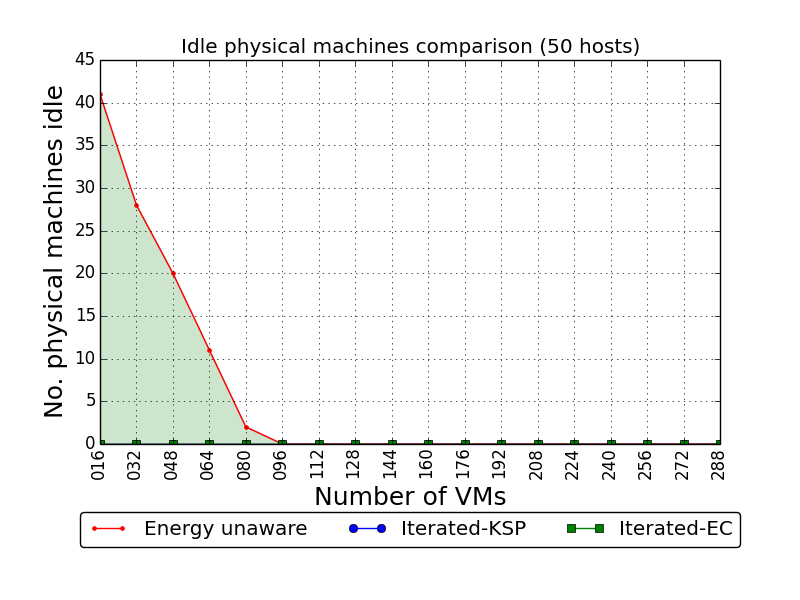 Idle physical machines comparison (50 hosts)
No. physical machines idle
45
40
35
30
25
20
15
10
5
0
016 032 048 064 080 096 112 128 144 160 176 192 208 224 240 256 272 288
Number of VMs
Energy unaware Iterated-KSP Iterated-EC